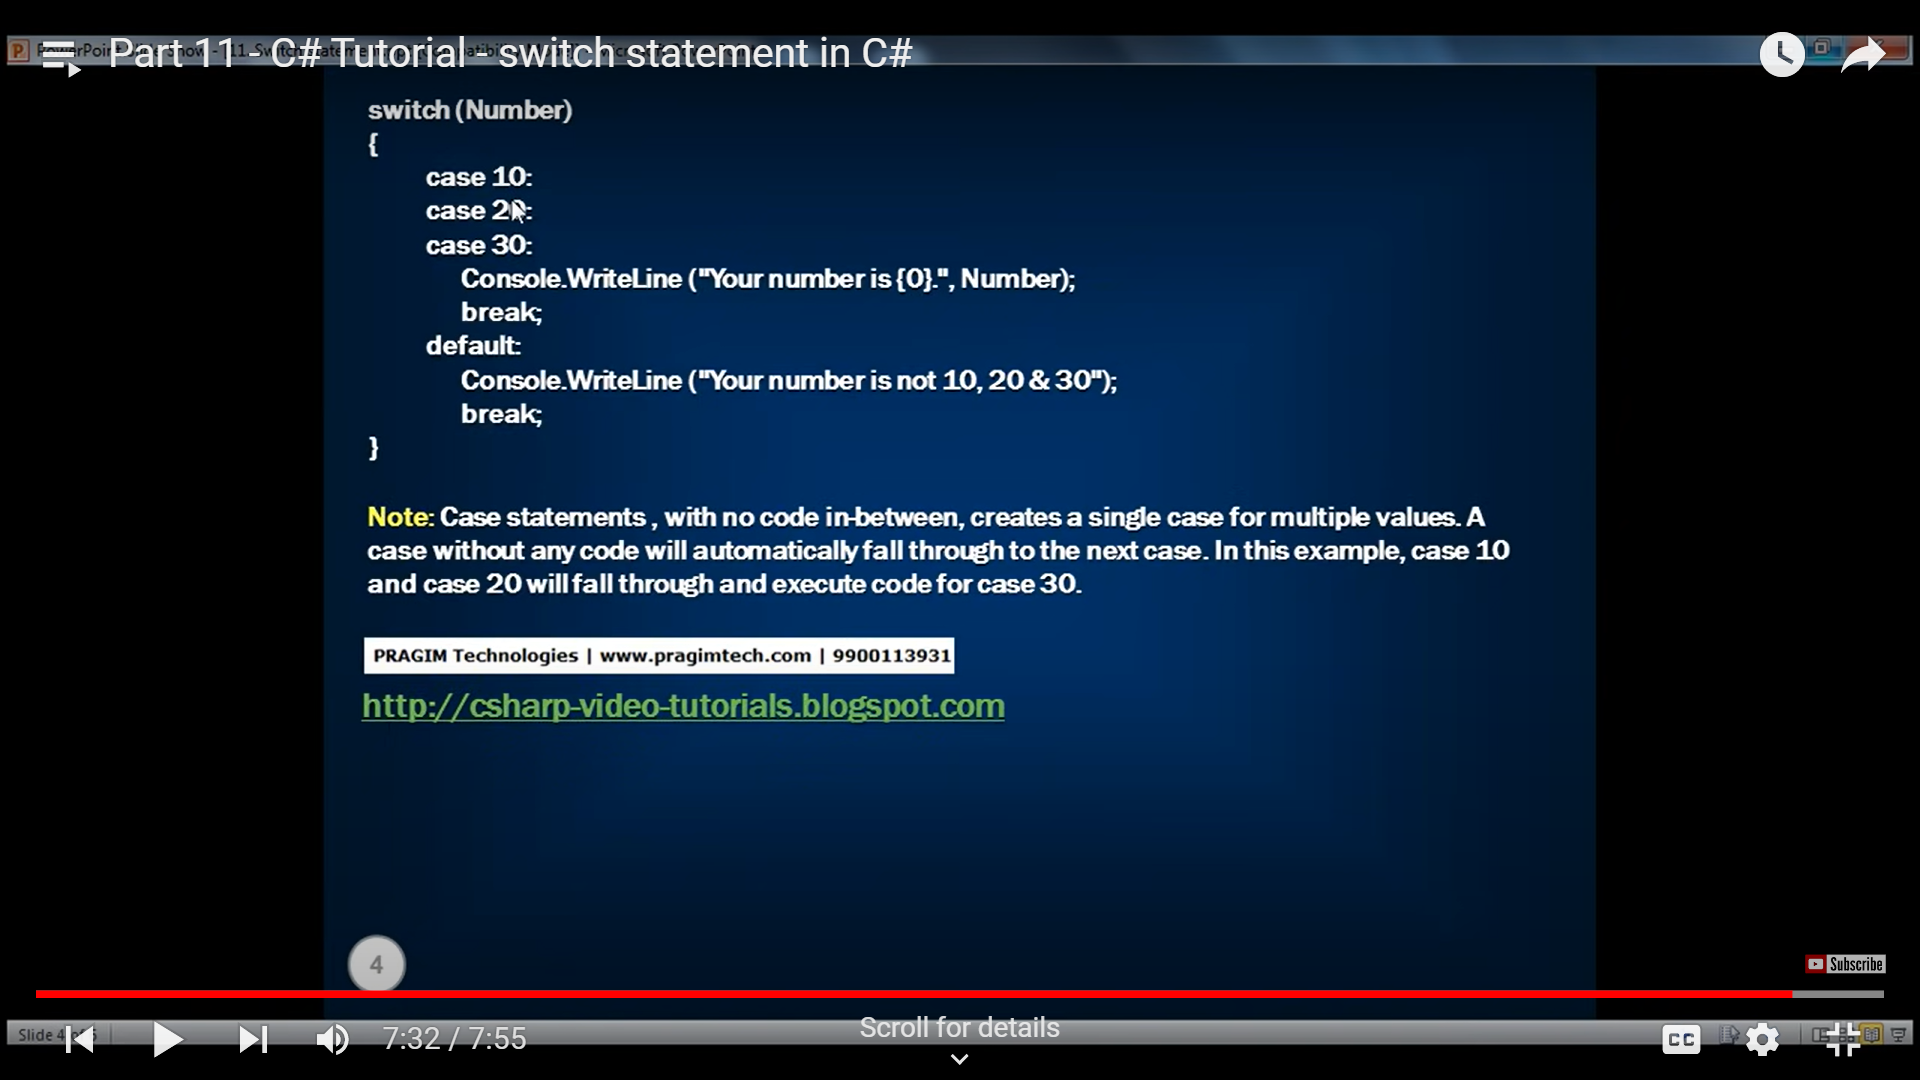 Part 11 - C# Tutorial - switch statement in C#
switch (Number)
{
case 10:
case 20:
case 30:
Console.WriteLine ("Your number is {0}.", Number);
break;
default:
Console.WriteLine ("Your number is not 10, 20 & 30");
break;
}
Note: Case statements , with no code in-between, creates a single case for multiple values. A
case without any code will automatically fall through to the next case. In this example, case 10
and case 20 will fall through and execute code for case 30.
PRAGIM Technologies | www.pragimtech.com | 9900113931
http://csharp-video-tutorials.blogspot.com
4
Subscribe
Scroll for details
Slide 4
7:32 / 7:55
CC